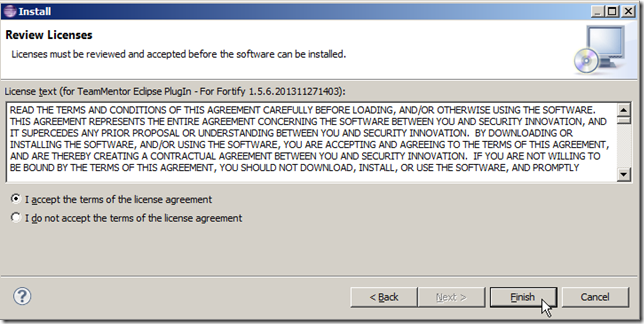 Install
Review Licenses
Licenses must be reviewed and accepted before the software can be installed.
License text (for TeamMentor Eclipse PlugIn - For Fortify 1.5.6.201311271403):
READ THE TERMS AND CONDITIONS OF THIS AGREEMENT CAREFULLY BEFORE LOADING, AND/OR OTHERWISE USING THE SOFTWARE.
THIS AGREEMENT REPRESENTS THE ENTIRE AGREEMENT CONCERNING THE SOFTWARE BETWEEN YOU AND SECURITY INNOVATION, AND
IT SUPERCEDES ANY PRIOR PROPOSAL OR UNDERSTANDING BETWEEN YOU AND SECURITY INNOVATION. BY DOWNLOADING OR
INSTALLING THE SOFTWARE, AND/OR USING THE SOFTWARE, YOU ARE ACCEPTING AND AGREEING TO THE TERMS OF THIS AGREEMENT,
AND ARE THEREBY CREATING A CONTRACTUAL AGREEMENT BETWEEN YOU AND SECURITY INNOVATION. IF YOU ARE NOT WILLING TO
BE BOUND BY THE TERMS OF THIS AGREEMENT, YOU SHOULD NOT DOWNLOAD, INSTALL, OR USE THE SOFTWARE, AND PROMPTLY
I accept the terms of the license agreement
I do not accept the terms of the license agreement
? < Back Next > Finish Cancel